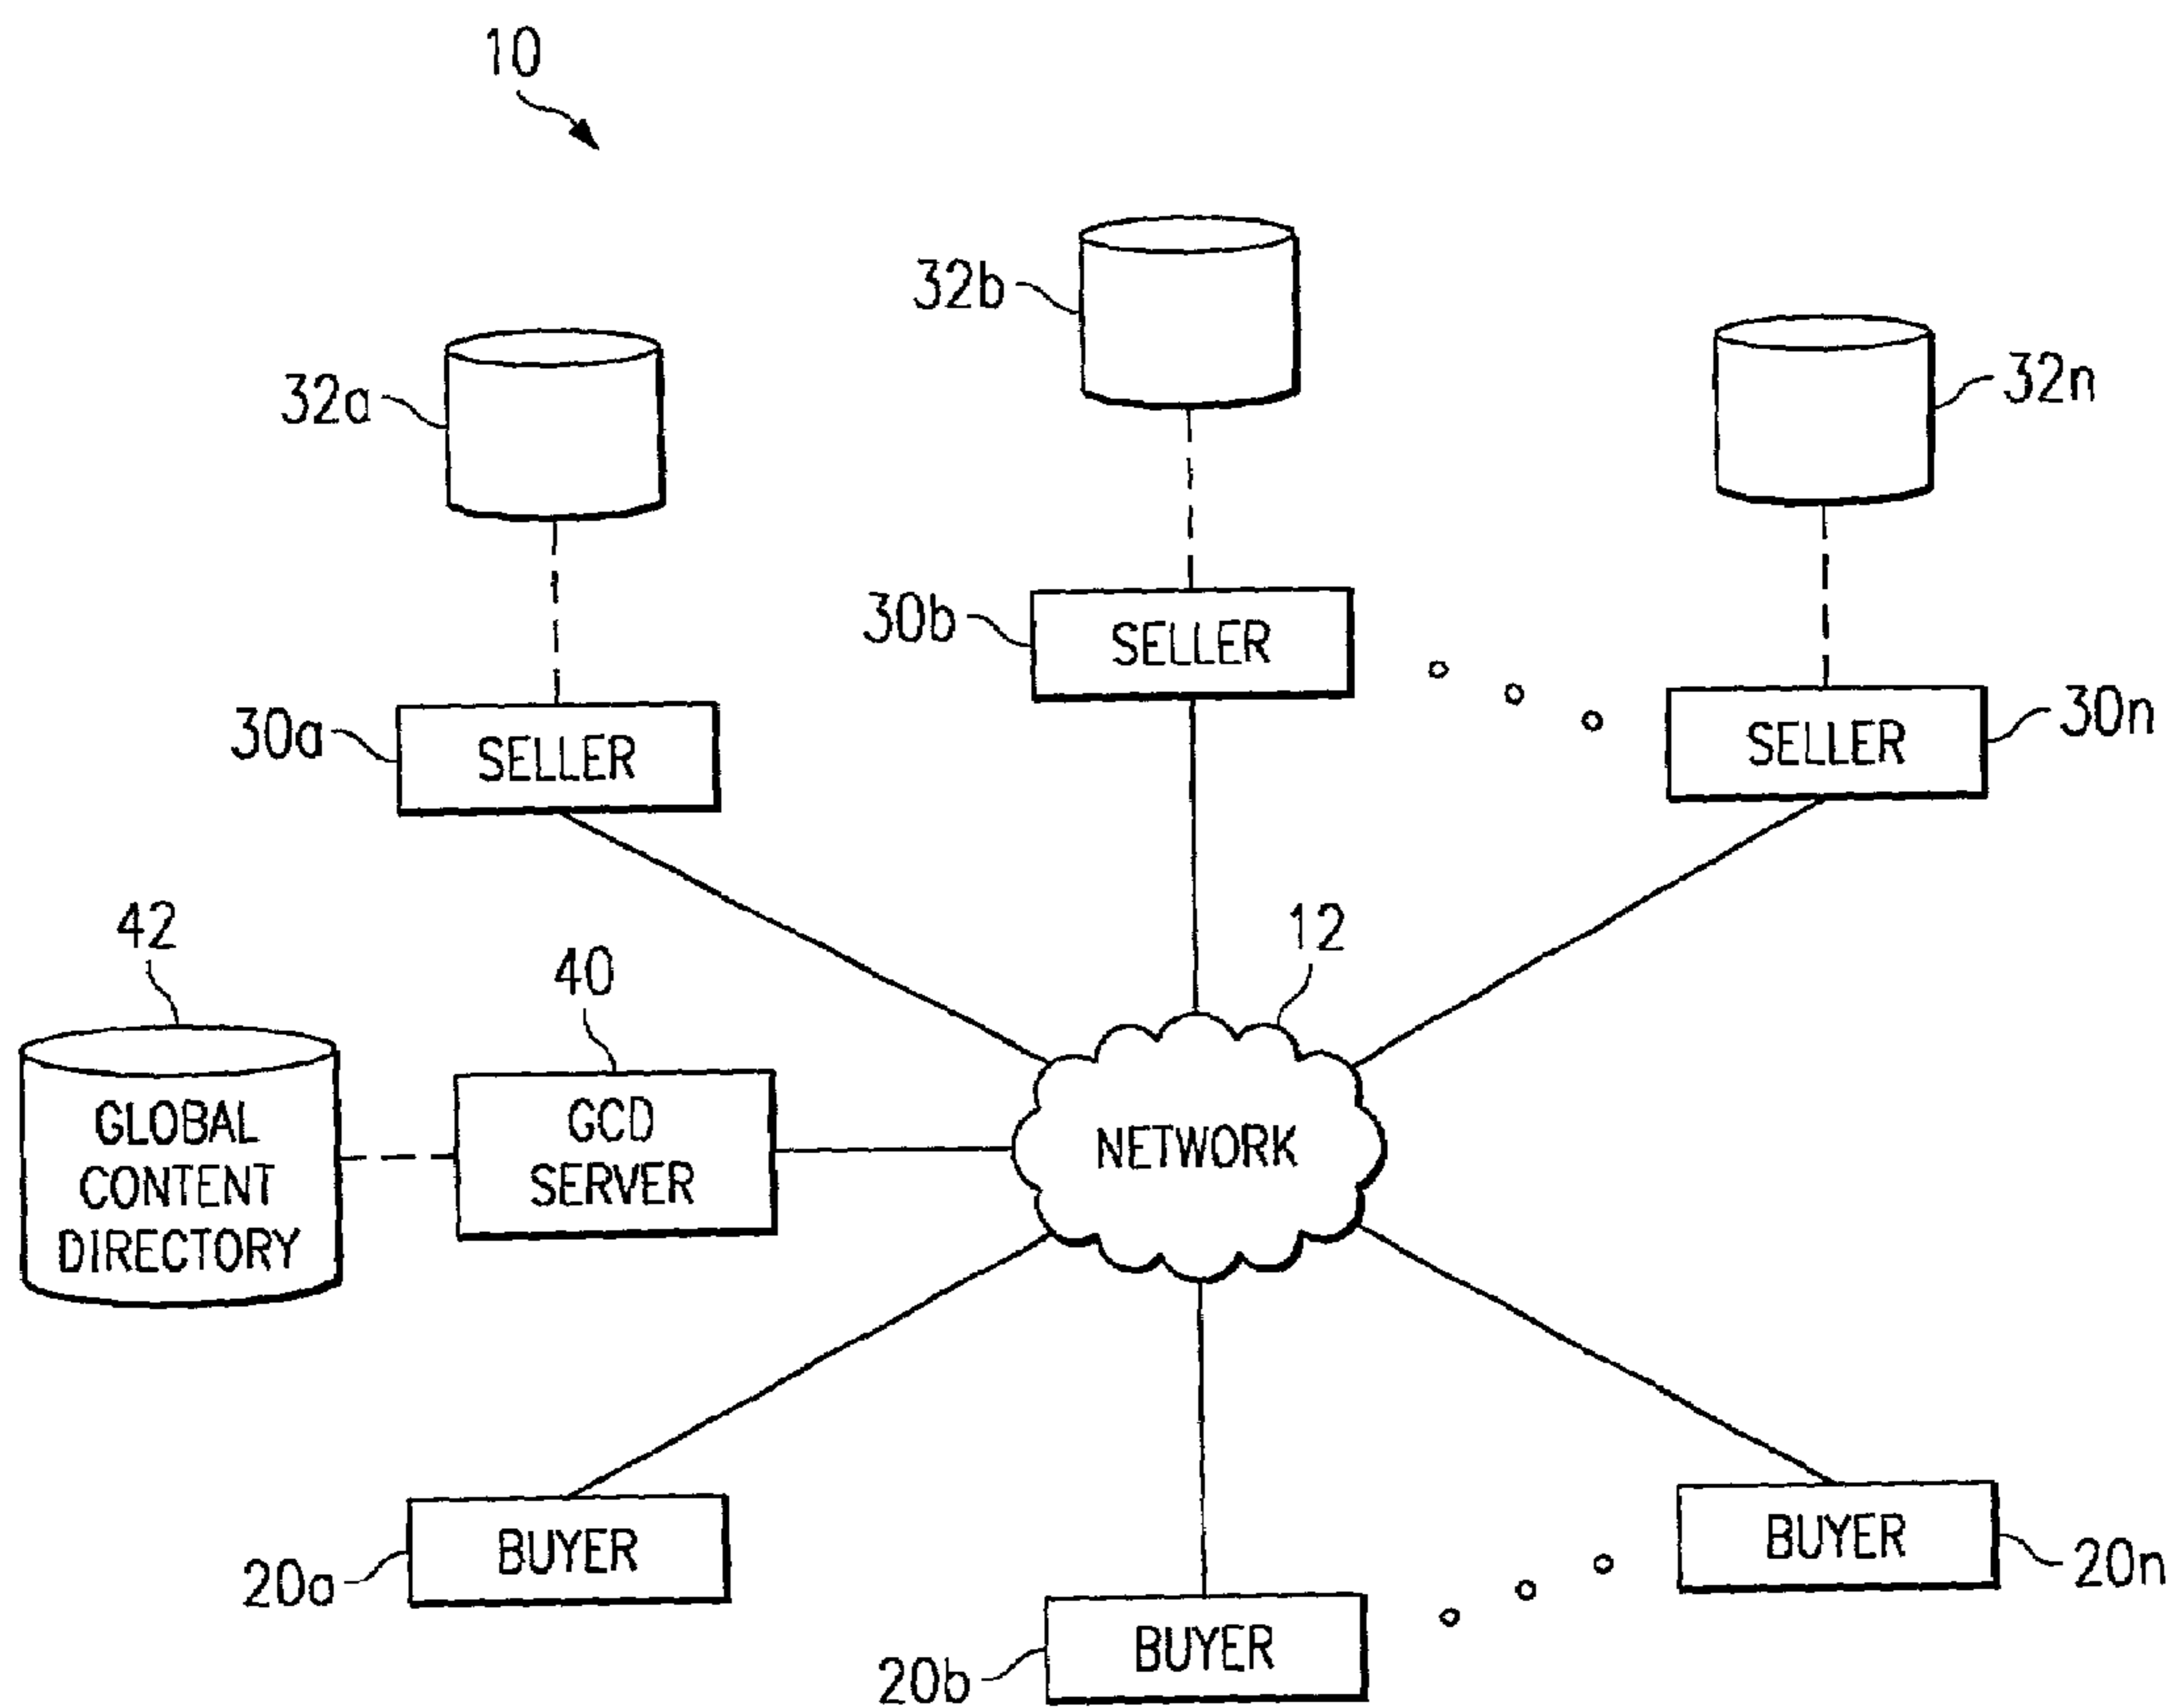 10
32b
32a
32n
30b
SELLER
30a
SELLER
SELLER
30n
42
40
12
GLOBAL
CONTENT
DIRECTORY
GCD
SERVER
NETWORK
BUYER
20a
BUYER
20n
BUYER
20b